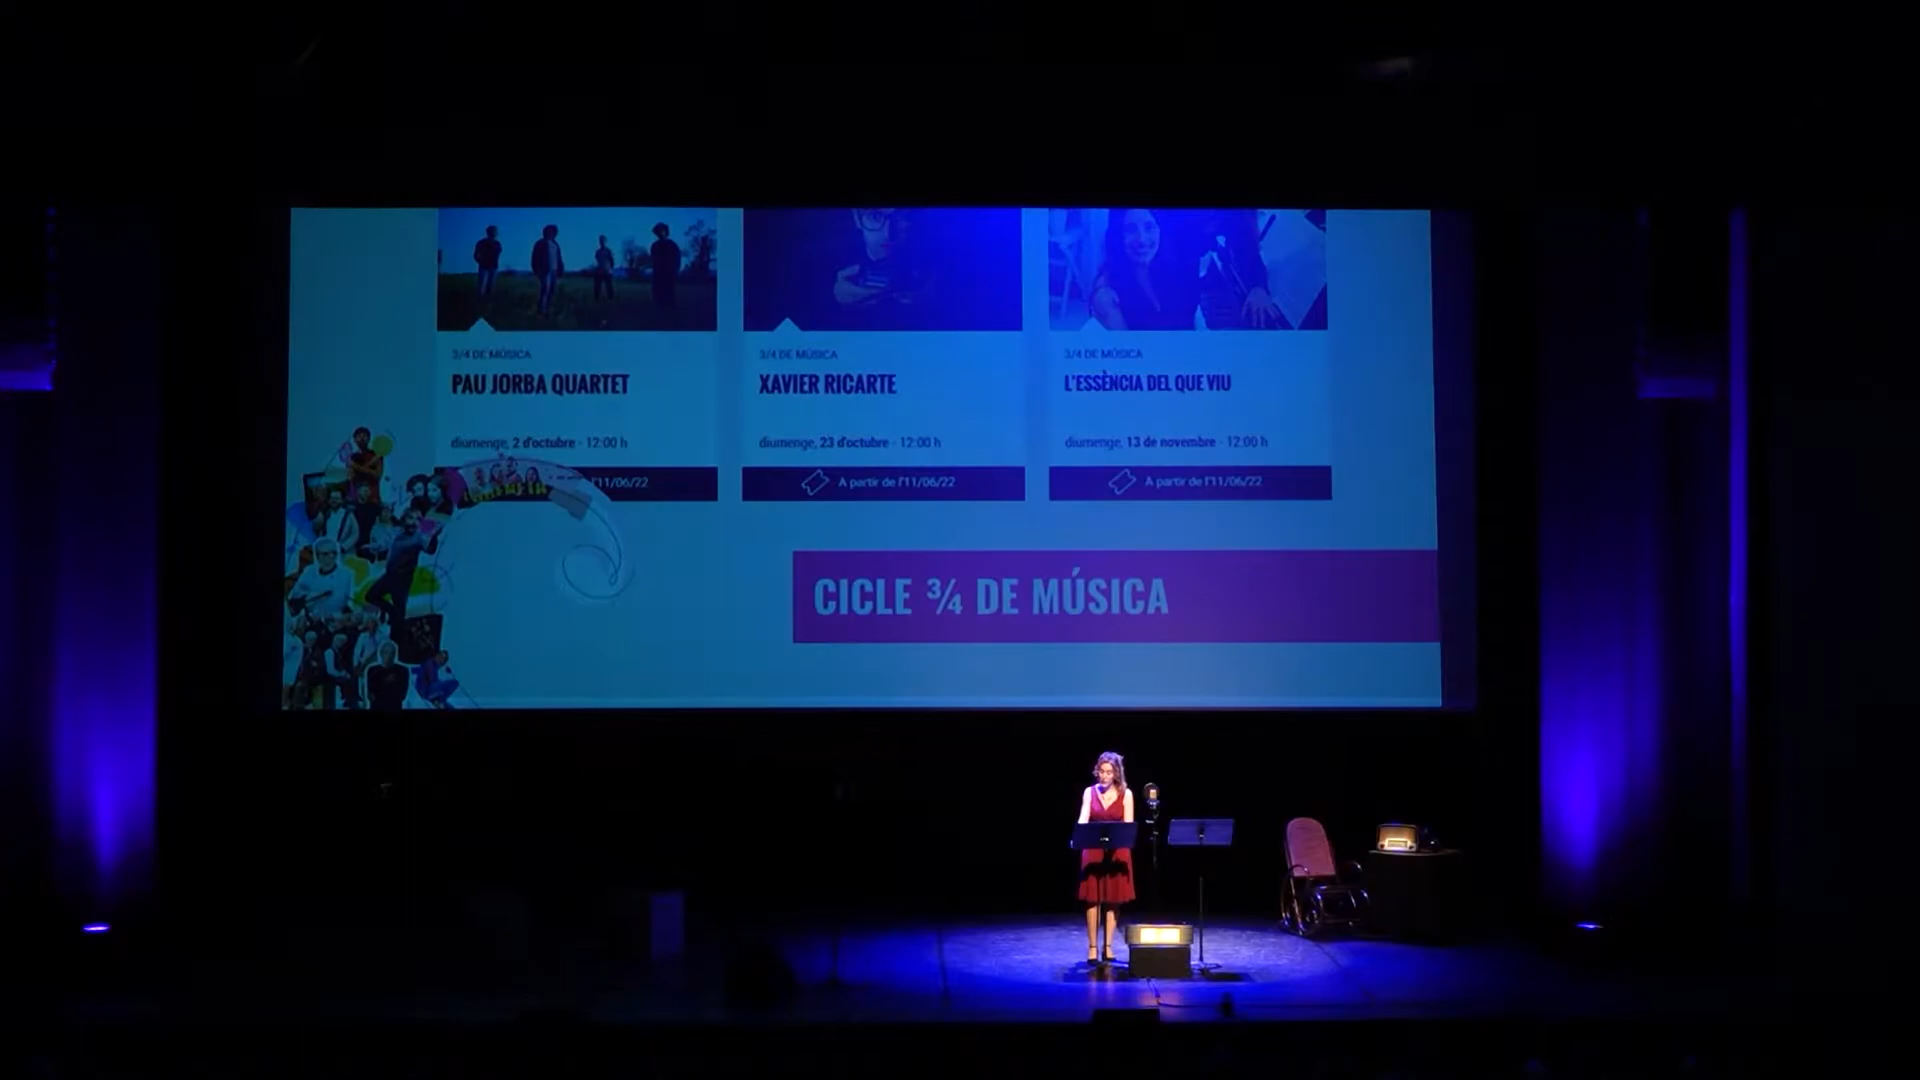 3/4 DE MÚSICA
PAU JORBA QUARTET
diumenge, 2 d'octubre - 12:00 h
l'11/06/22
3/4 DE MÚSICA
XAVIER RICARTE
diumenge, 23 d'octubre - 12:00 h
A partir de l'11/06/22
3/4 DE MÚSICA
L'ESSÈNCIA DEL QUE VIU
diumenge, 13 de novembre - 12:00 h
A partir de l'11/06/22
CICLE ¾ DE MÚSICA